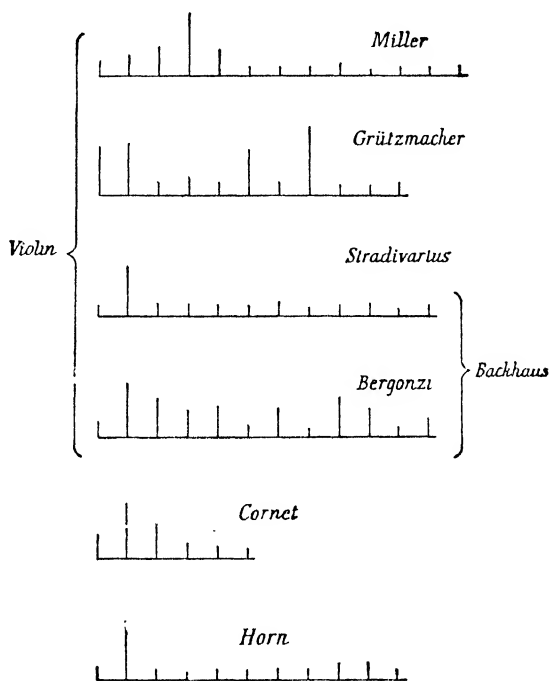 Miller
Grützmacher
Violin
Stradivarius
Bergonzi
Backhaus
Cornet
Horn